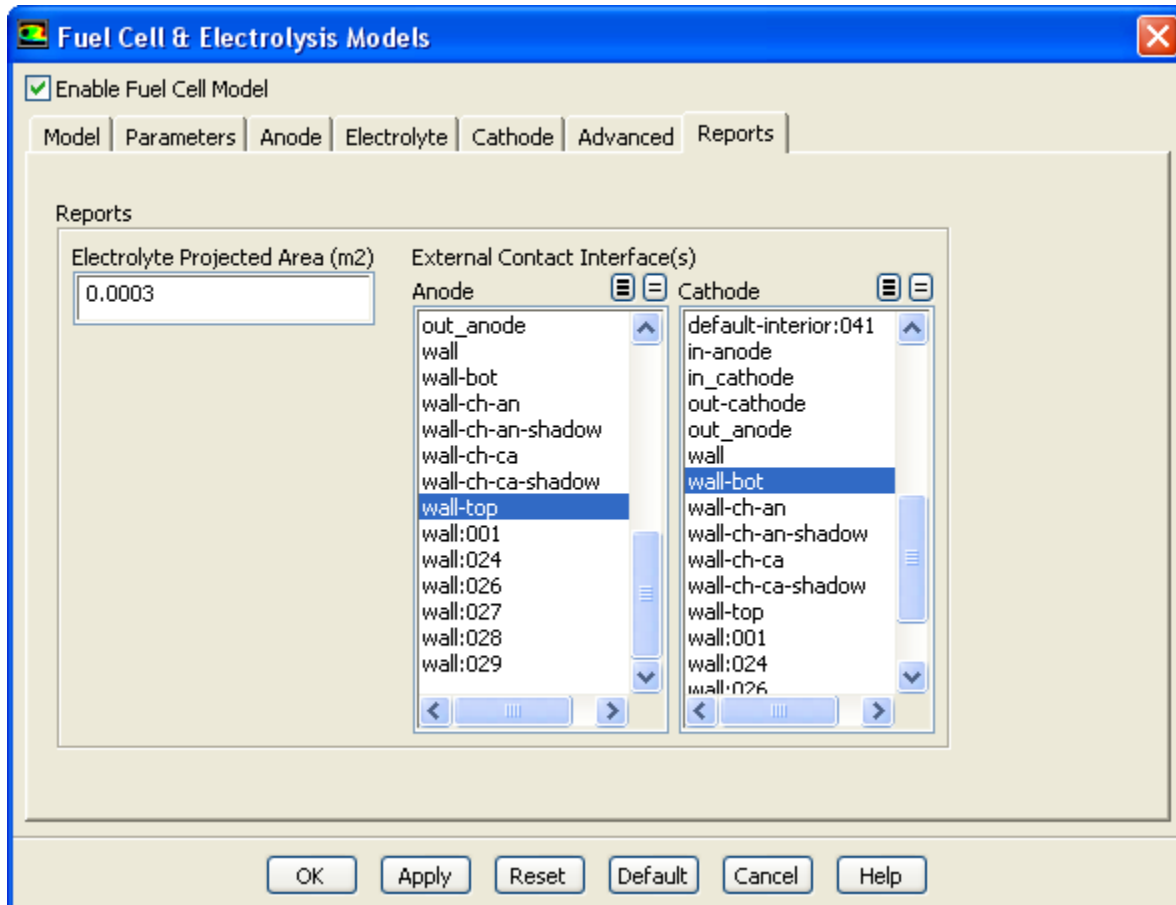 Fuel Cell & Electrolysis Models
Enable Fuel Cell Model
Model Parameters Anode Electrolyte Cathode Advanced Reports
Reports
Electrolyte Projected Area (m2)
0.0003
External Contact Interface(s)
Anode
out_anode
wall
wall-bot
wall-ch-an
wall-ch-an-shadow
wall-ch-ca
wall-ch-ca-shadow
wall-top
wall:001
wall:024
wall:026
wall:027
wall:028
wall:029
Cathode
default-interior:041
in-anode
in_cathode
out-cathode
out_anode
wall
wall-bot
wall-ch-an
wall-ch-an-shadow
wall-ch-ca
wall-ch-ca-shadow
wall-top
wall:001
wall:024
wall:026
OK Apply Reset Default Cancel Help